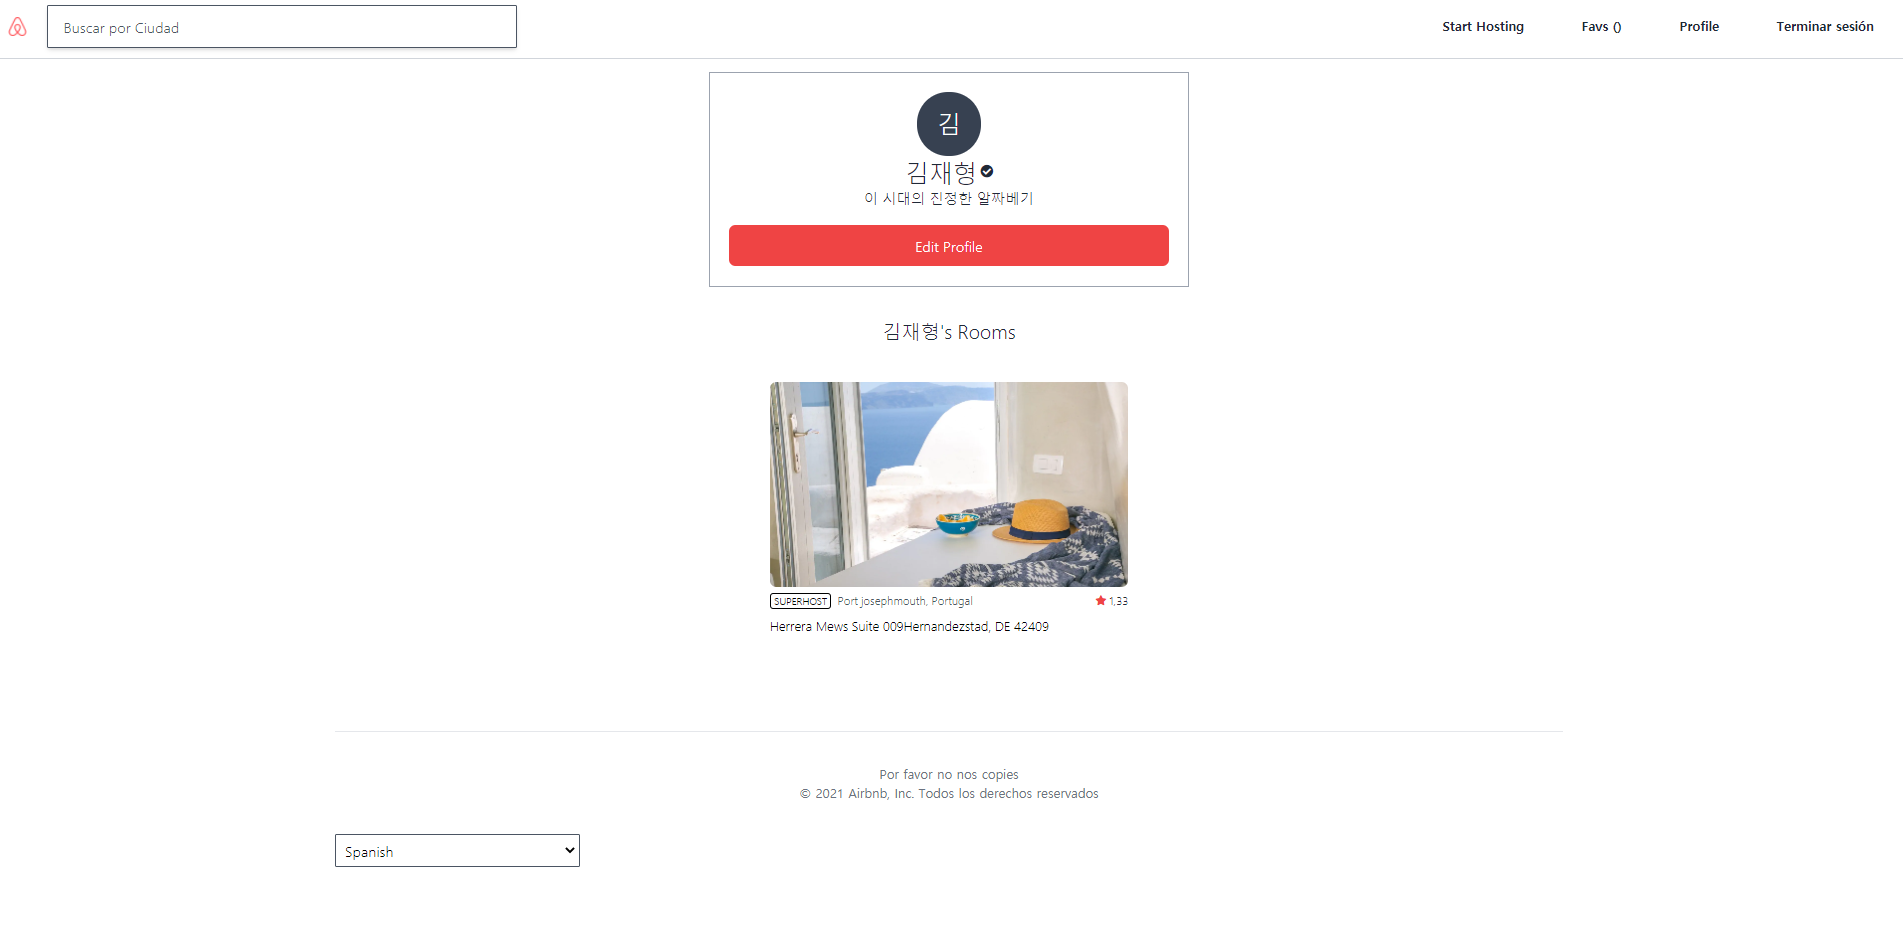 Buscar por Ciudad
Start Hosting
Favs ()
Profile
Terminar sesión
김
김재형
이 시대의 진정한 알짜베기
Edit Profile
김재형's Rooms
SUPERHOST Port josephmouth, Portugal 1,33
Herrera Mews Suite 009Hernandezstad, DE 42409
Por favor no nos copies
© 2021 Airbnb, Inc. Todos los derechos reservados
Spanish